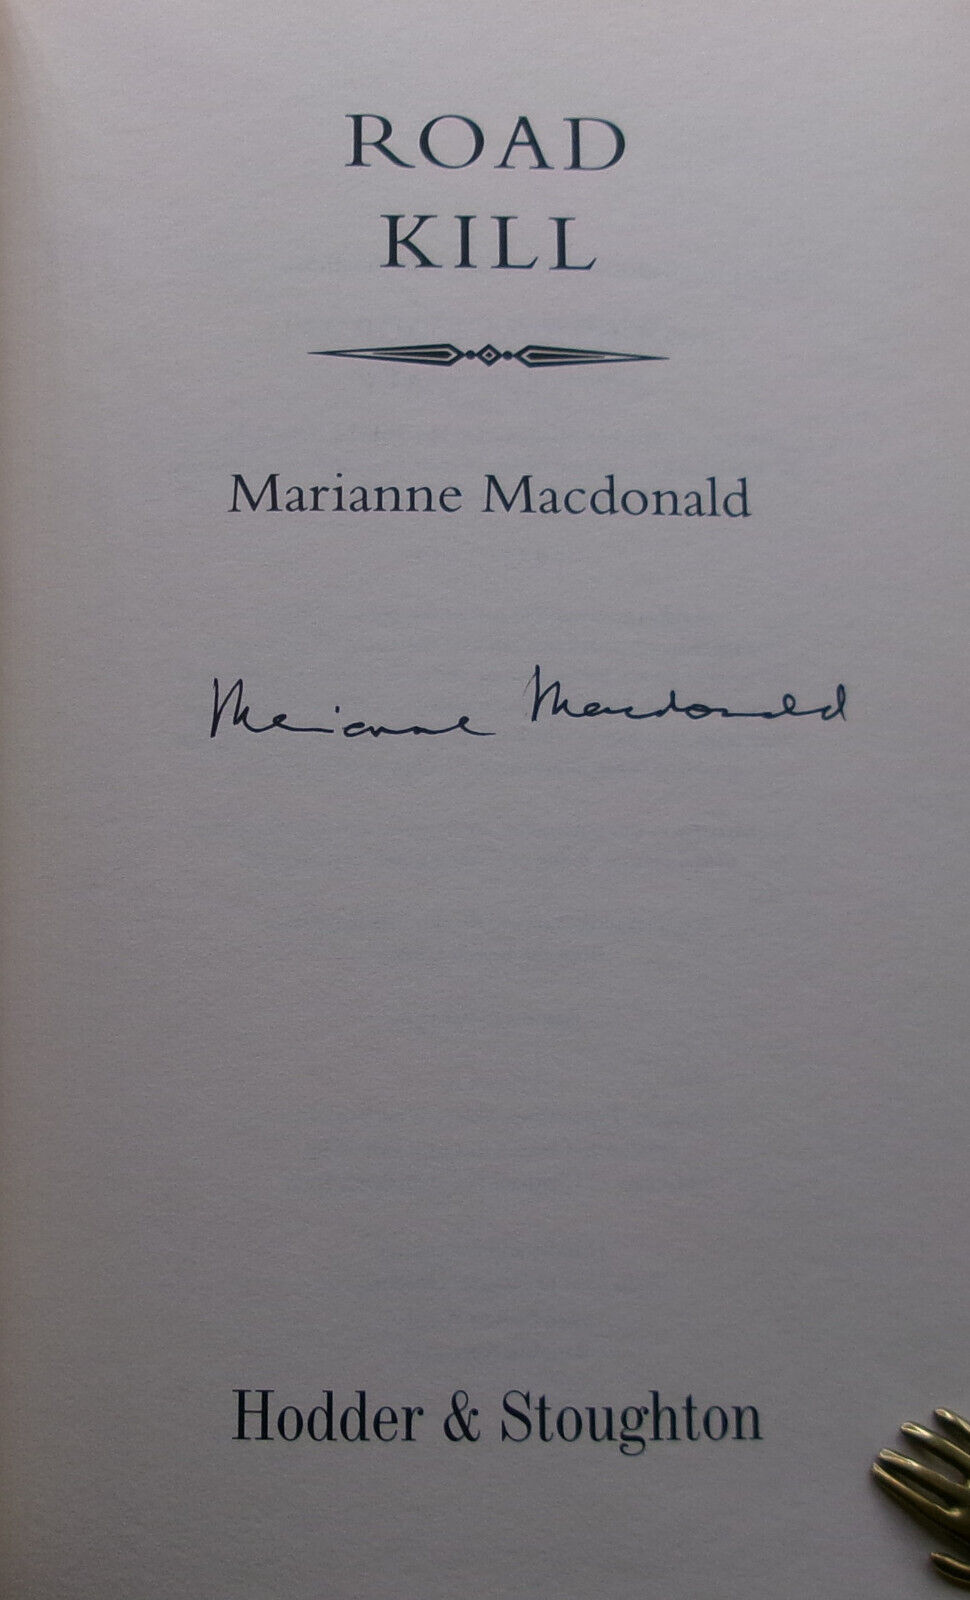 ROAD
KILL
Marianne Macdonald
Marianne Macdonald
Hodder & Stoughton